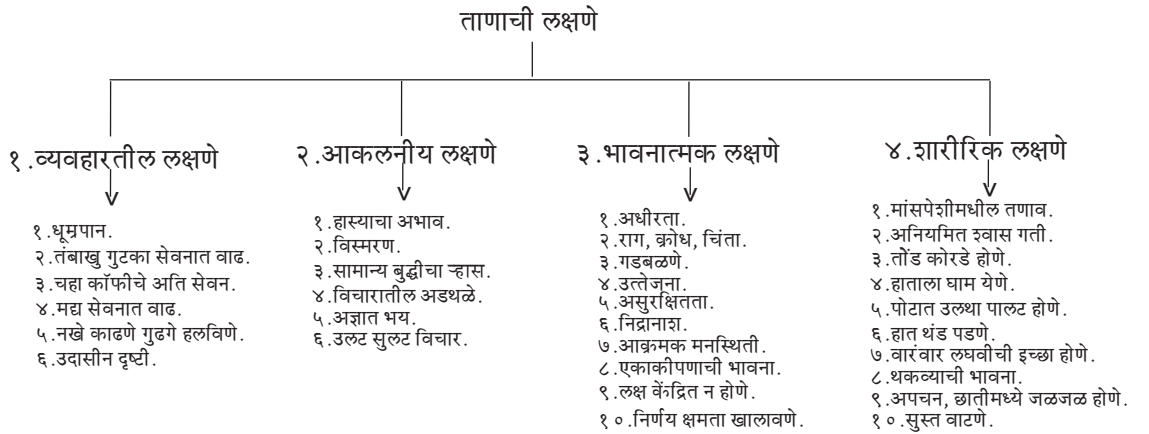 ताणाची लक्षणे
१.व्यवहारतील लक्षणे
१.धूम्रपान.
२.तंबाखु गुटका सेवनात वाढ.
३.चहा कॉफीचे अति सेवन.
४.मद्य सेवनात वाढ.
५.नखे काढणे गुढगे हलविणे.
६.उदासीन दृष्टी.
२.आकलनीय लक्षणे
१.हास्याचा अभाव.
२.विस्मरण.
३.सामान्य बुद्धीचा ऱ्हास.
४.विचारातील अडथळे.
५.अज्ञात भय.
६.उलट सुलट विचार.
३.भावनात्मक लक्षणे
१.अधीरता.
२.राग, क्रोध, चिंता.
३.गडबळणे.
४.उत्तेजना.
५.असुरक्षितता.
६.निद्रानाश.
७.आक्रमक मनस्थिती.
८.एकाकीपणाची भावना.
९.लक्ष केंद्रित न होणे.
१०.निर्णय क्षमता खालावणे.
४.शारीरिक लक्षणे
१.मांसपेशीमधील तणाव.
२.अनियमित श्वास गती.
३.तोंड कोरडे होणे.
४.हाताला घाम येणे.
५.पोटात उलथा पालट होणे.
६.हात थंड पडणे.
७.वारंवार लघवीची इच्छा होणे.
८.थकव्याची भावना.
९.अपचन, छातीमध्ये जळजळ होणे.
१०.सुस्त वाटणे.